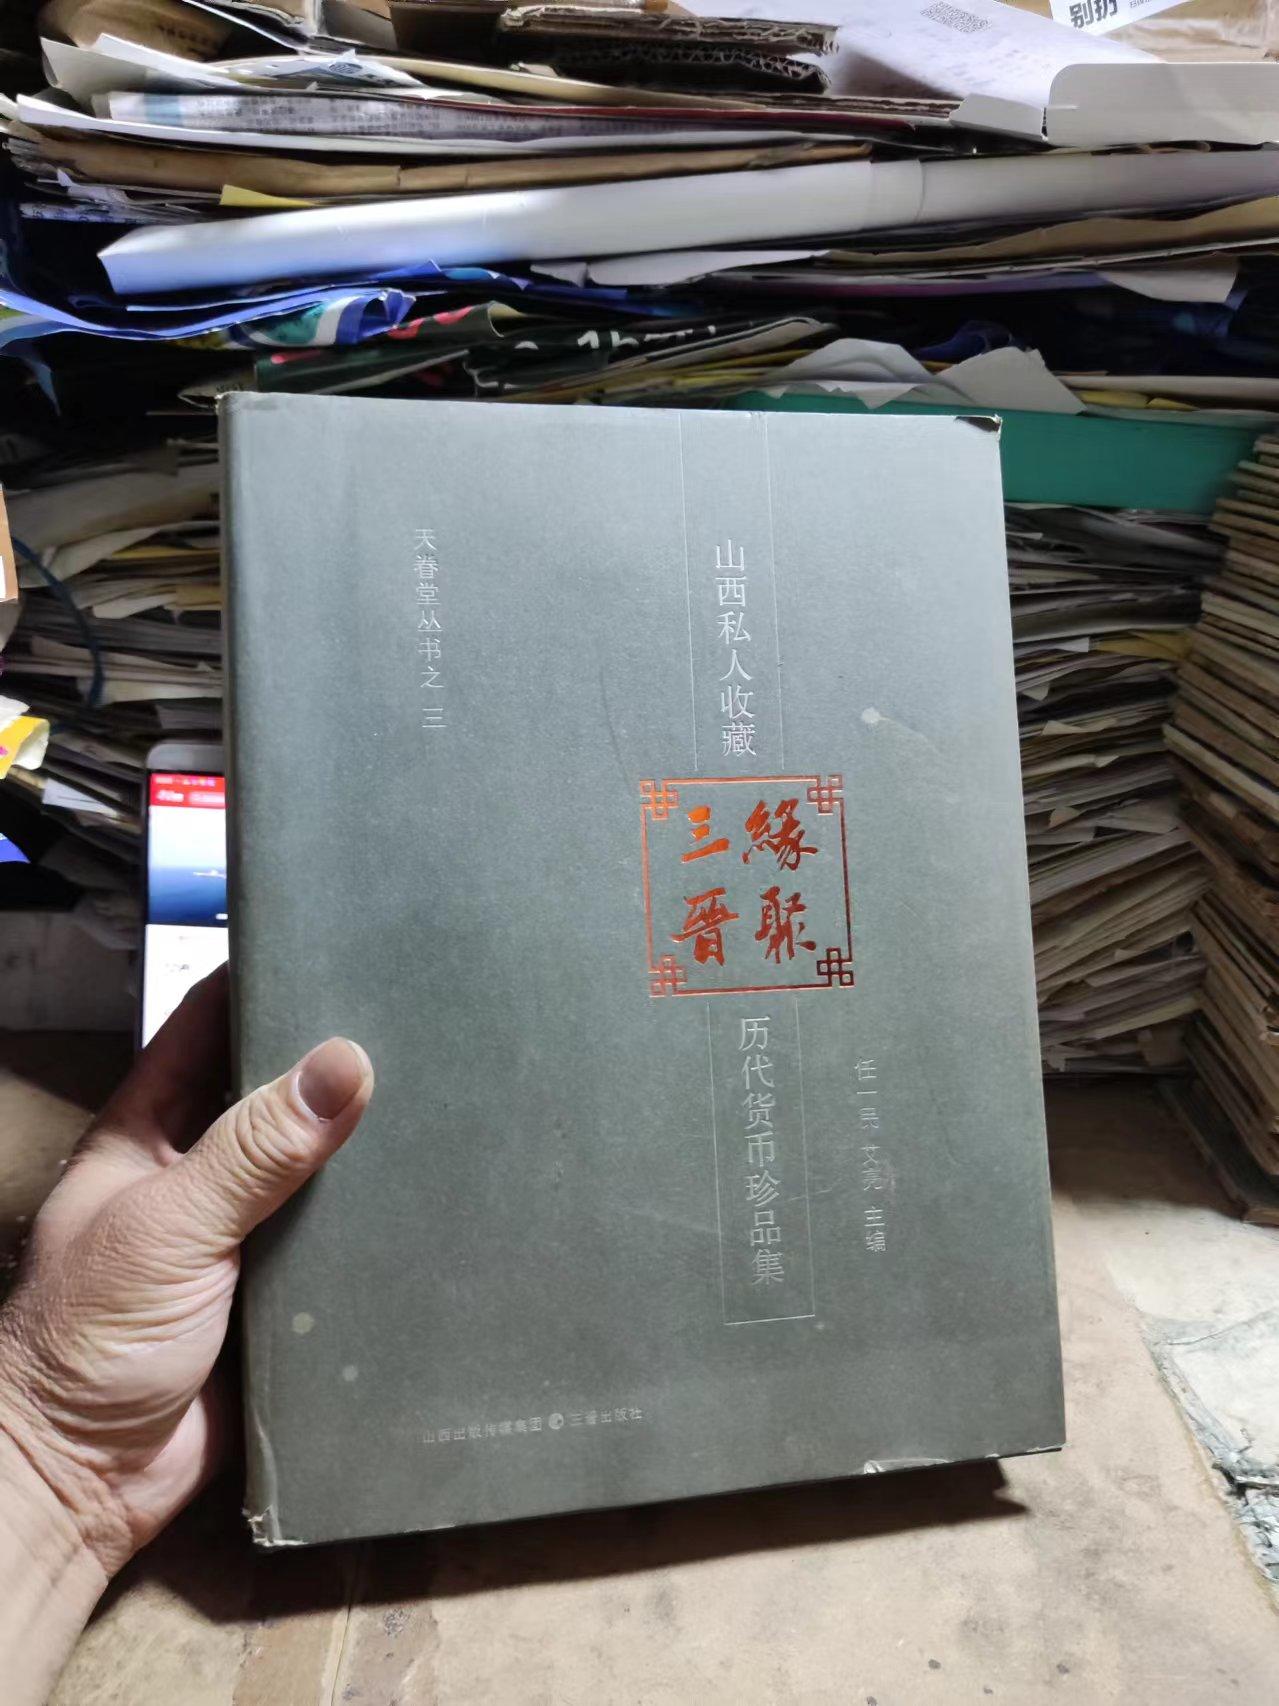 别扔
天眷堂丛书之三
山西私人收藏
三缘
晋聚
历代货币珍品集
任一民 艾亮 主编
山西出版传媒集团 三晋出版社